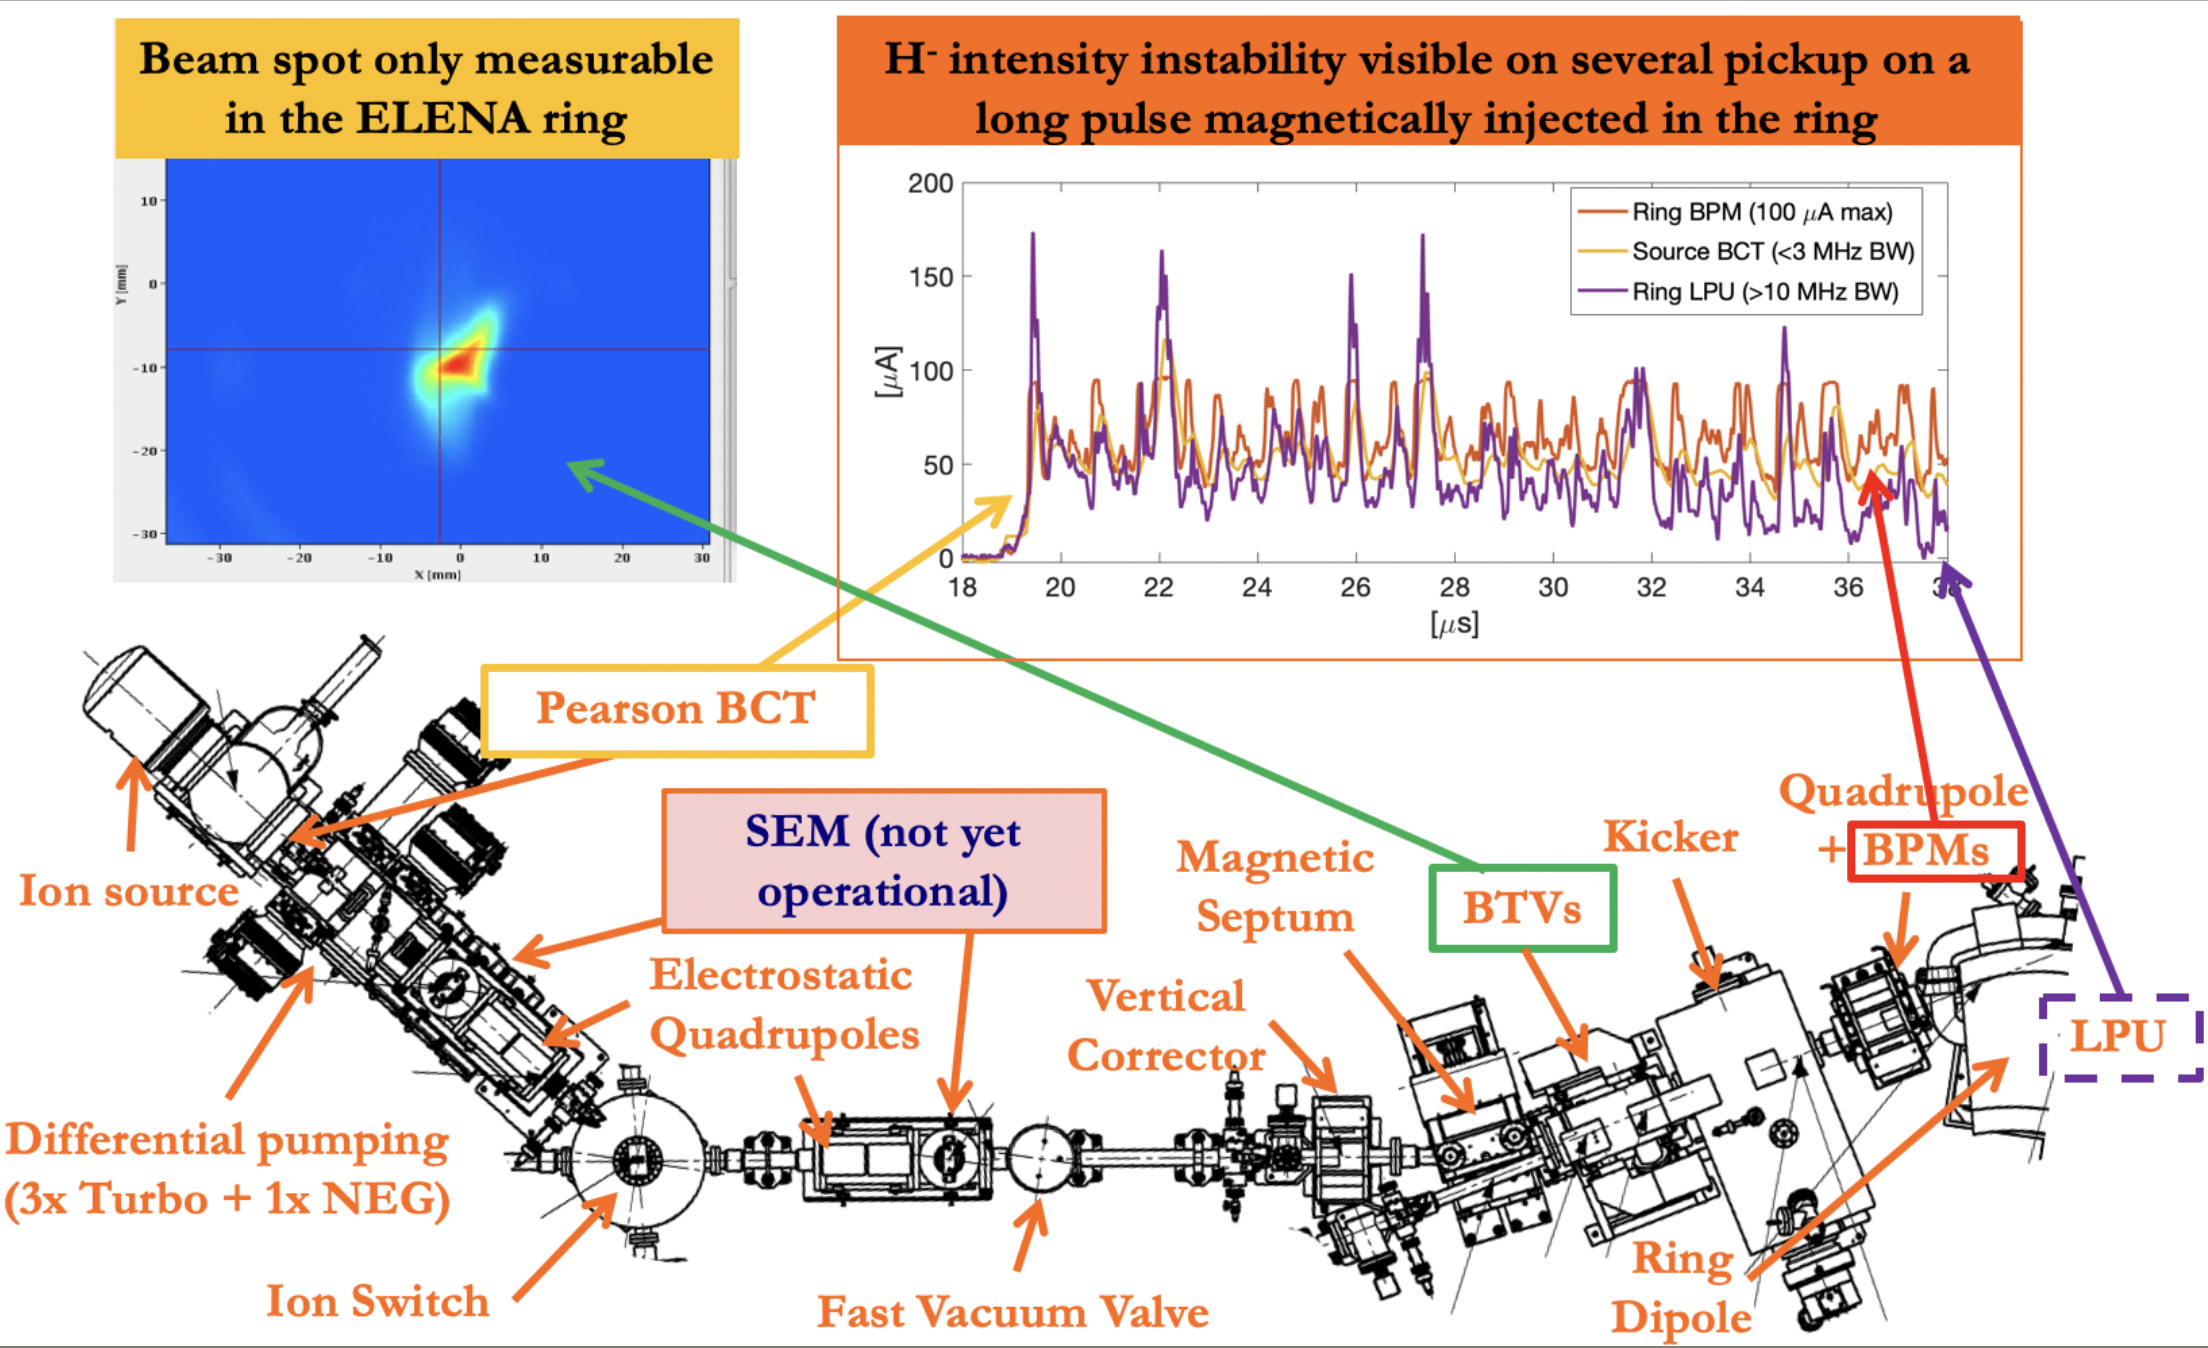 Beam spot only measurable
in the ELENA ring
H- intensity instability visible on several pickup on a
long pulse magnetically injected in the ring
10
0
-10
-20
-30
Y [mm]
-30 -20 -10 0 10 20 30
X [mm]
200
150
100
50
0
[μA]
Ring BPM (100 μA max)
Source BCT (<3 MHz BW)
Ring LPU (>10 MHz BW)
18 20 22 24 26 28 30 32 34 36 38
[μs]
Pearson BCT
SEM (not yet
operational)
Ion source
Electrostatic
Quadrupoles
Magnetic
Septum
Vertical
Corrector
BTVs
Kicker
Quadrupole
+ BPMs
LPU
Differential pumping
(3x Turbo + 1x NEG)
Ion Switch
Fast Vacuum Valve
Ring
Dipole